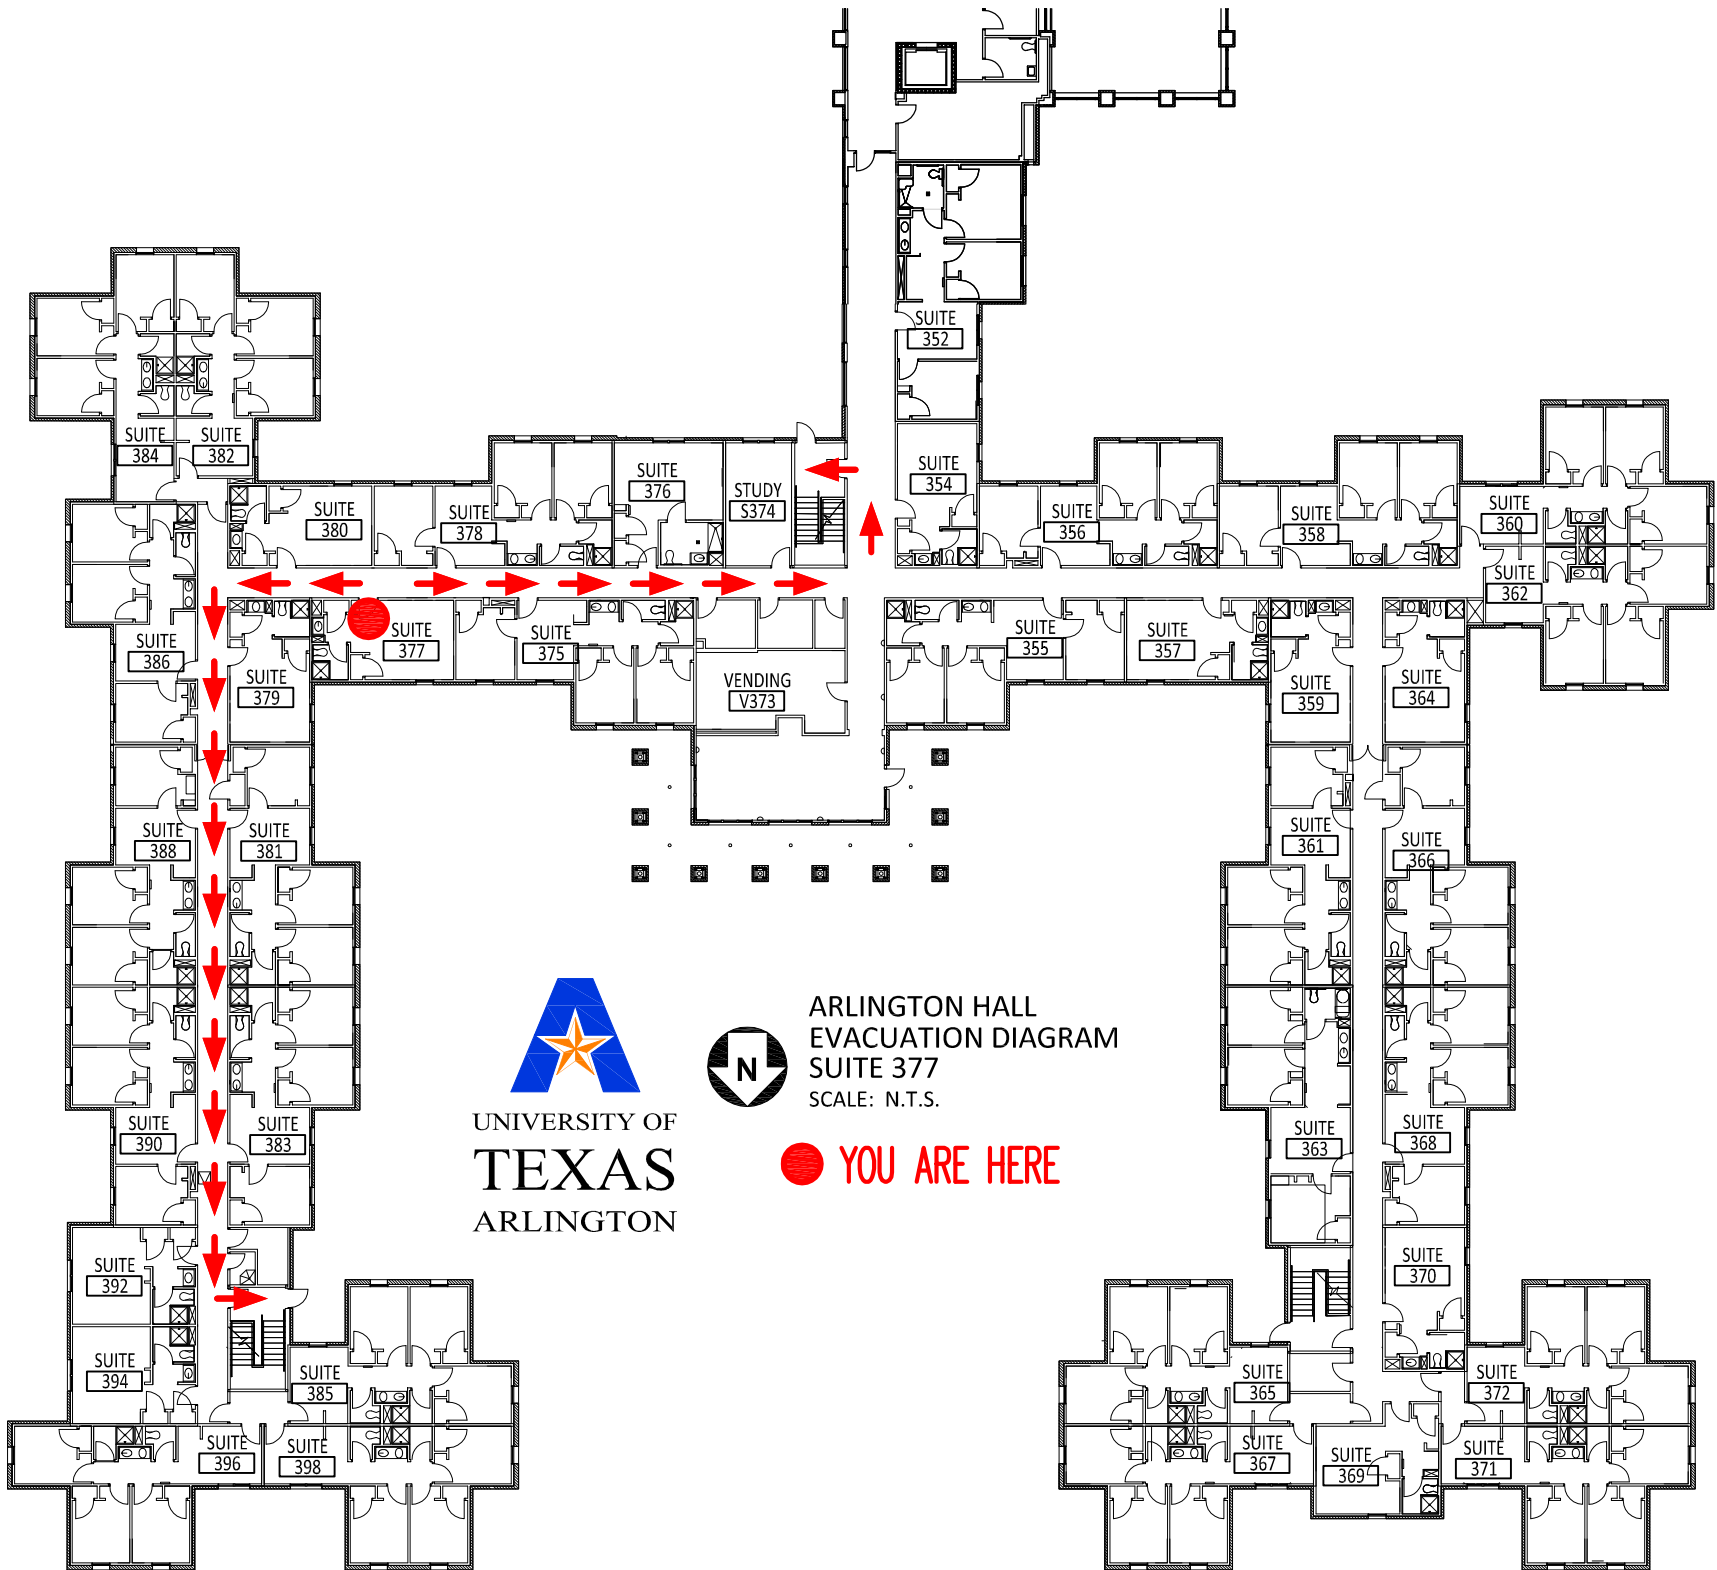 SUITE
352
SUITE
384
SUITE
382
SUITE
380
SUITE
378
SUITE
376
STUDY
S374
SUITE
354
SUITE
356
SUITE
358
SUITE
360
SUITE
362
SUITE
386
SUITE
379
SUITE
377
SUITE
375
VENDING
V373
SUITE
355
SUITE
357
SUITE
359
SUITE
364
SUITE
388
SUITE
381
SUITE
361
SUITE
366
SUITE
390
SUITE
383
SUITE
363
SUITE
368
N
ARLINGTON HALL
EVACUATION DIAGRAM
SUITE 377
SCALE: N.T.S.
UNIVERSITY OF
TEXAS
ARLINGTON
YOU ARE HERE
SUITE
392
SUITE
394
SUITE
385
SUITE
396
SUITE
398
SUITE
370
SUITE
365
SUITE
372
SUITE
367
SUITE
369
SUITE
371